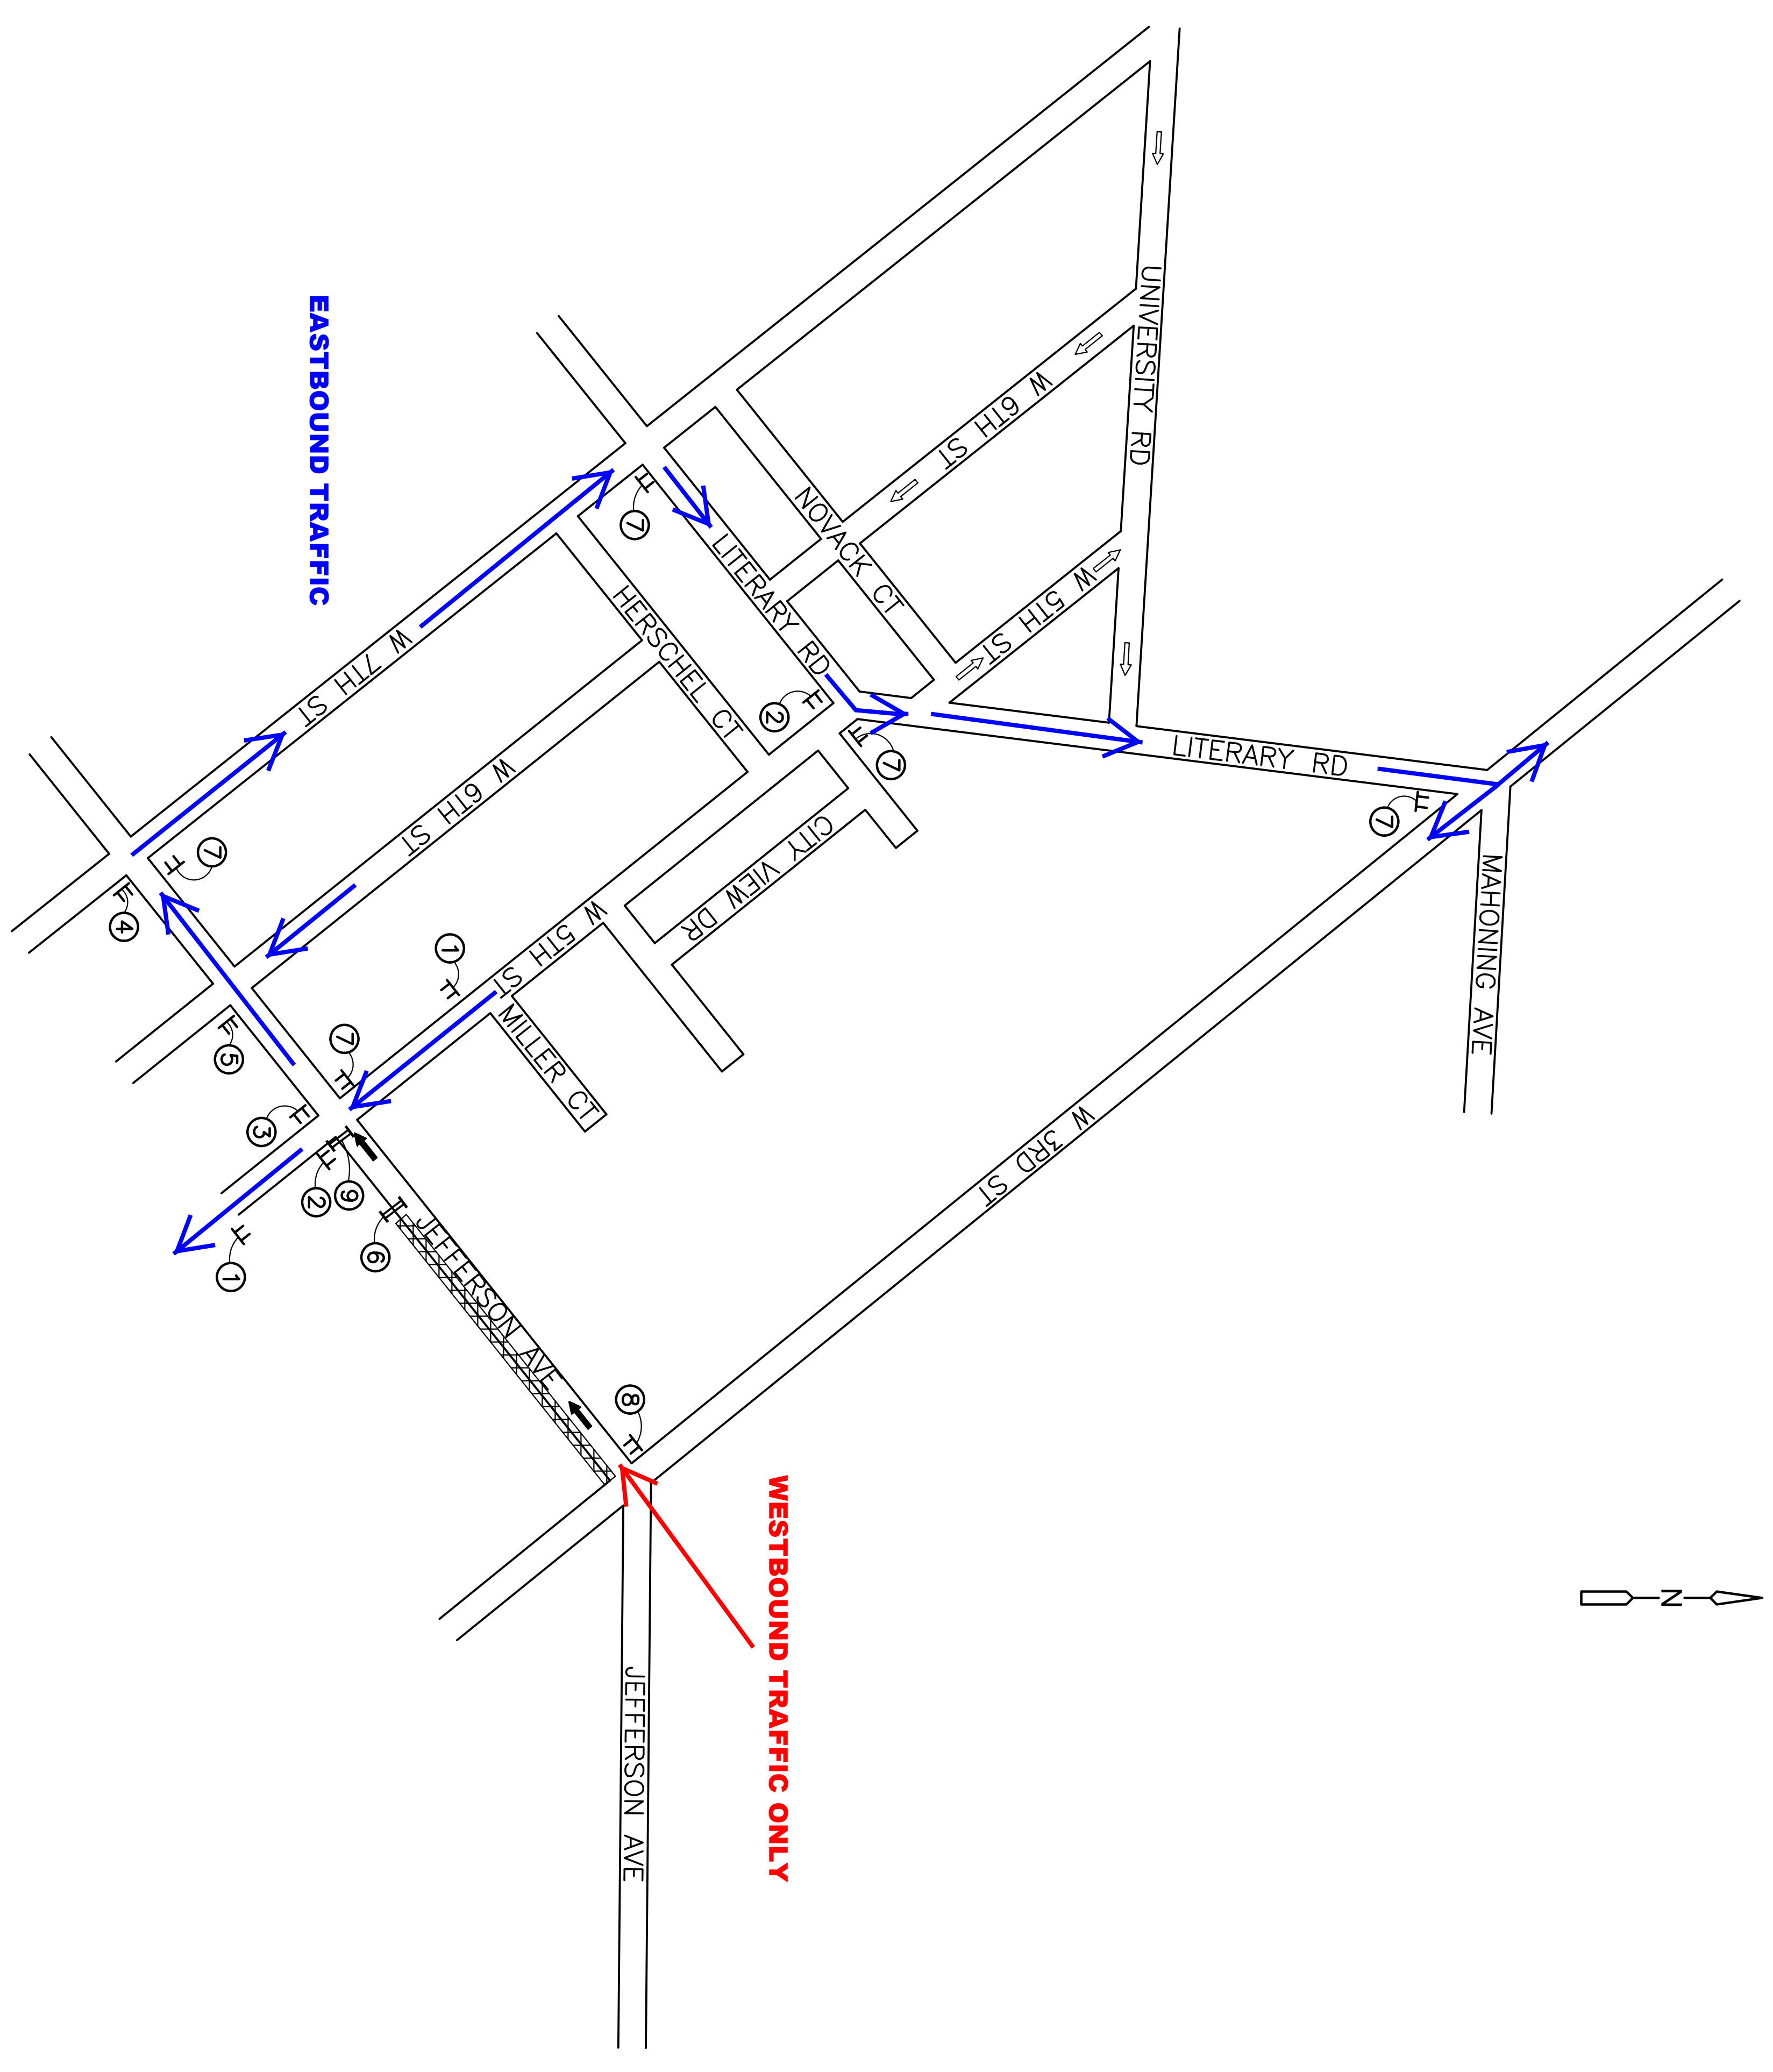 UNIVERSITY RD
W 6TH ST
NOVACK CT
W 5TH ST
EASTBOUND TRAFFIC
7
LITERARY RD
HERSCHEL CT
2
7
LITERARY RD
7
W 7TH ST
W 6TH ST
CITY VIEW DR
MAHONING AVE
7
4
W 5TH ST
1
MILLER CT
7
5
3
2
9
W 3RD ST
1
6
JEFFERSON AVE
8
WESTBOUND TRAFFIC ONLY
N
JEFFERSON AVE